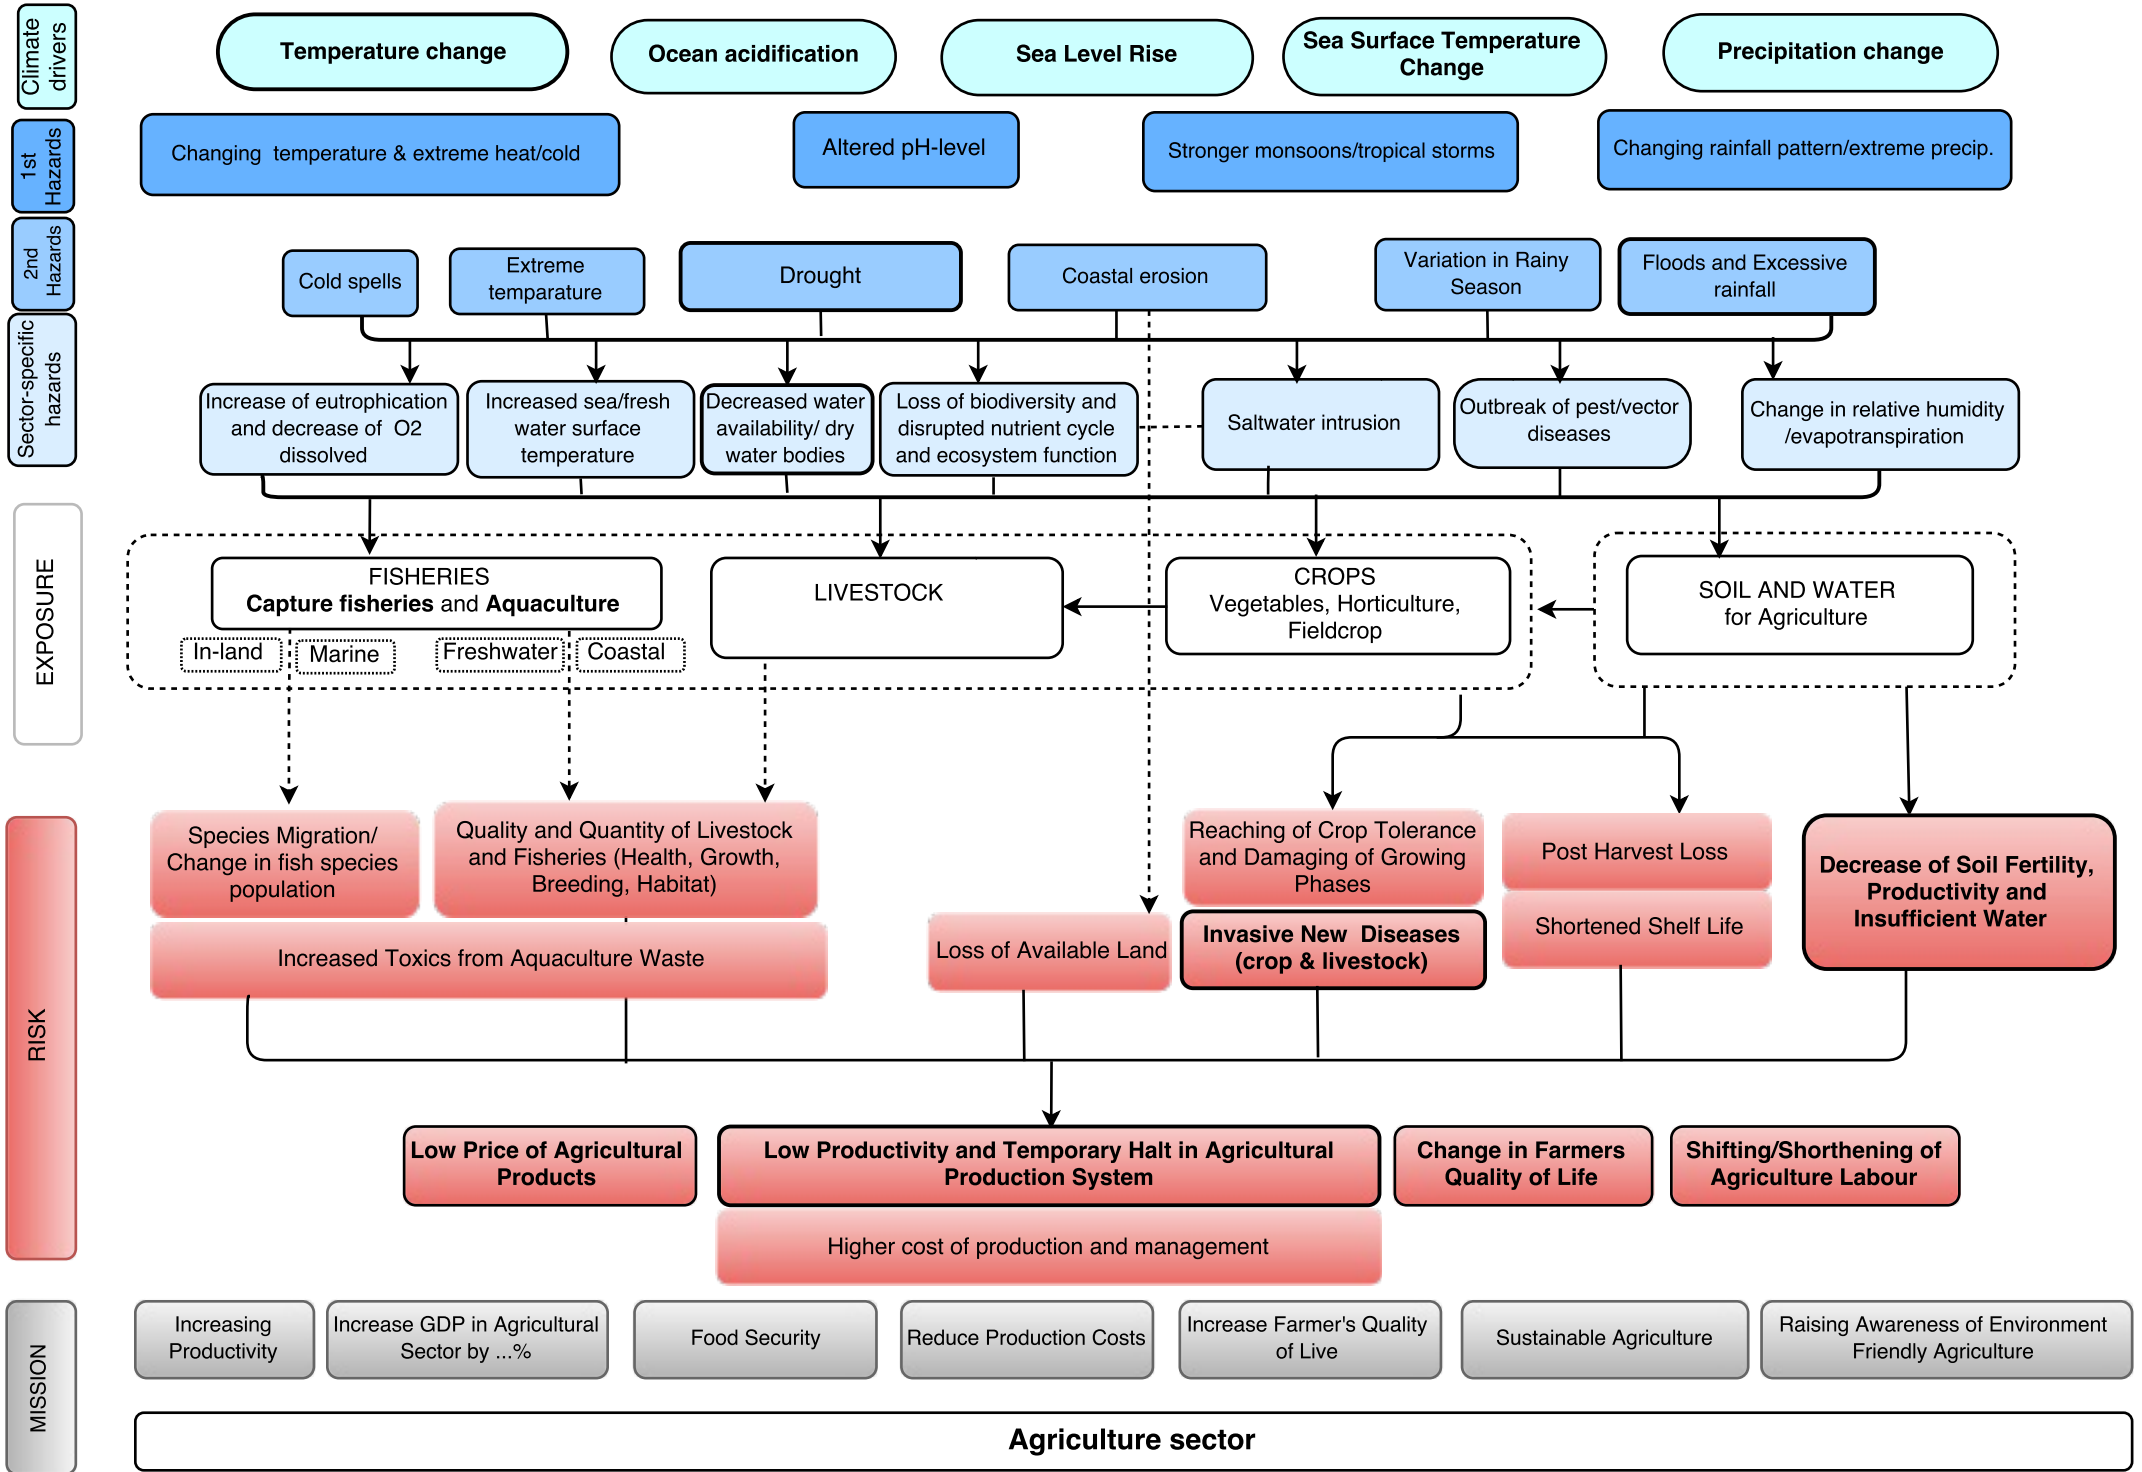 Climate
drivers
Temperature change
Ocean acidification
Sea Level Rise
Sea Surface Temperature
Change
Precipitation change
1st
Hazards
Changing temperature & extreme heat/cold
Altered pH-level
Stronger monsoons/tropical storms
Changing rainfall pattern/extreme precip.
2nd
Hazards
Cold spells
Extreme
temparature
Drought
Coastal erosion
Variation in Rainy
Season
Floods and Excessive
rainfall
Sector-specific
hazards
Increase of eutrophication
and decrease of O2
dissolved
Increased sea/fresh
water surface
temperature
Decreased water
availability/ dry
water bodies
Loss of biodiversity and
disrupted nutrient cycle
and ecosystem function
Saltwater intrusion
Outbreak of pest/vector
diseases
Change in relative humidity
/evapotranspiration
EXPOSURE
FISHERIES
Capture fisheries and Aquaculture
In-land
Marine
Freshwater
Coastal
LIVESTOCK
CROPS
Vegetables, Horticulture,
Fieldcrop
SOIL AND WATER
for Agriculture
RISK
Species Migration/
Change in fish species
population
Quality and Quantity of Livestock
and Fisheries (Health, Growth,
Breeding, Habitat)
Increased Toxics from Aquaculture Waste
Loss of Available Land
Reaching of Crop Tolerance
and Damaging of Growing
Phases
Invasive New Diseases
(crop & livestock)
Post Harvest Loss
Shortened Shelf Life
Decrease of Soil Fertility,
Productivity and
Insufficient Water
Low Price of Agricultural
Products
Low Productivity and Temporary Halt in Agricultural
Production System
Change in Farmers
Quality of Life
Shifting/Shorthening of
Agriculture Labour
Higher cost of production and management
MISSION
Increasing
Productivity
Increase GDP in Agricultural
Sector by ...%
Food Security
Reduce Production Costs
Increase Farmer's Quality
of Live
Sustainable Agriculture
Raising Awareness of Environment
Friendly Agriculture
Agriculture sector